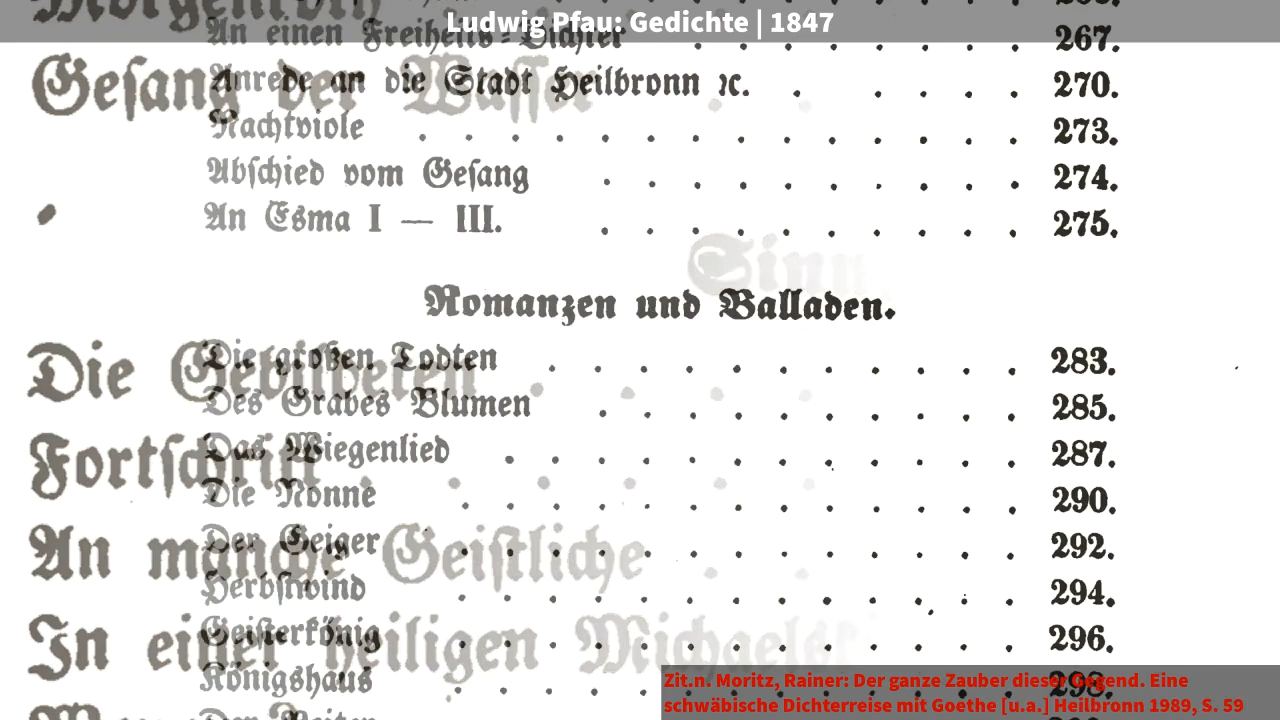 Ludwig Pfau: Gedichte | 1847
An einen Freiheits-Dichter . . . . . . . . 267.
Gesang der Wasser
Anrede an die Stadt Heilbronn ꝛc. . . . . . 270.
Nachtviole . . . . . . . . . . . . . . 273.
Abschied vom Gesang . . . . . . . . . . 274.
An Esma I — III. . . . . . . . . . . 275.
Sinn
Romanzen und Balladen.
Die großen Todten . . . . . . . . . . . 283.
Die Gebildeten
Des Grabes Blumen . . . . . . . . . . 285.
Das Wiegenlied . . . . . . . . . . . . 287.
Fortschritt
Die Nonne . . . . . . . . . . . . . 290.
Der Geiger . . . . . . . . . . . . . 292.
An manche Geistliche
Herbstwind . . . . . . . . . . . . . 294.
Geisterkönig . . . . . . . . . . . . . 296.
In einer heiligen
Königshaus . . . . . . . . . . . . . 298.
Zit.n. Moritz, Rainer: Der ganze Zauber dieser Gegend. Eine
schwäbische Dichterreise mit Goethe [u.a.] Heilbronn 1989, S. 59